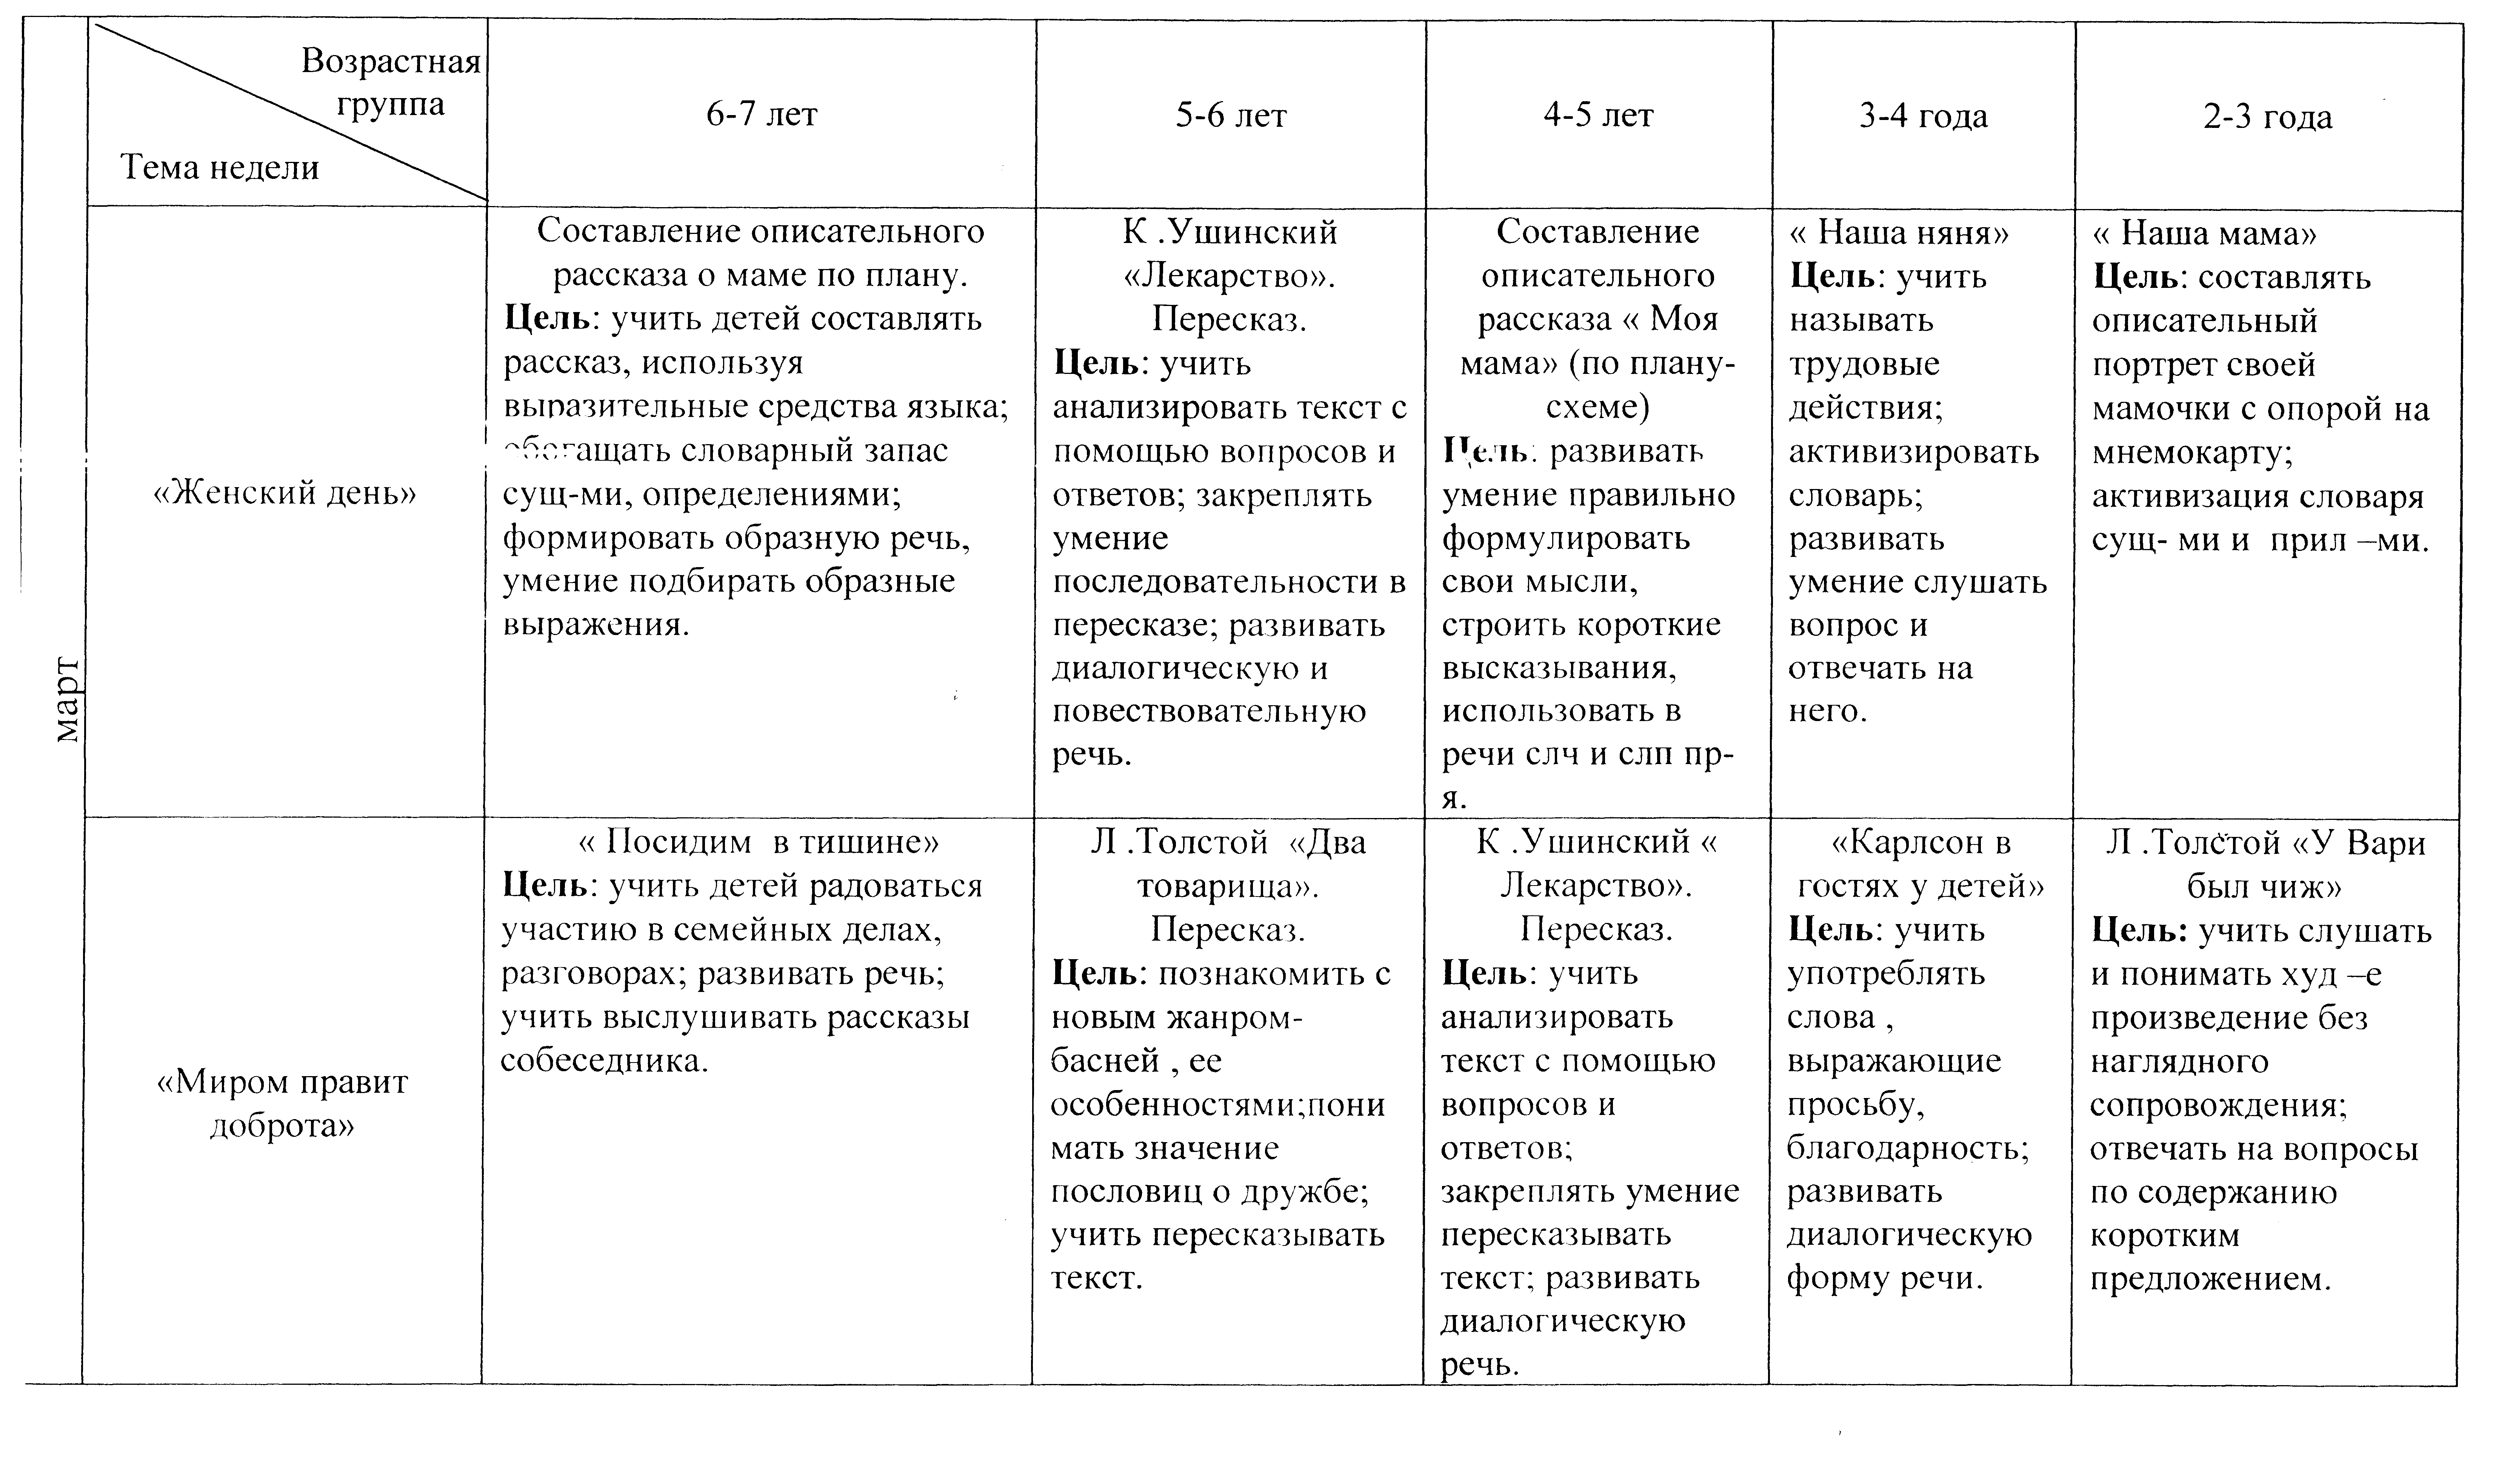 Возрастная
группа
Тема недели
6-7 лет
5-6 лет
4-5 лет
3-4 года
2-3 года
март
«Женский день»
Составление описательного
рассказа о маме по плану.
Цель: учить детей составлять
рассказ, используя
выразительные средства языка;
обогащать словарный запас
сущ-ми, определениями;
формировать образную речь,
умение подбирать образные
выражения.
К .Ушинский
«Лекарство».
Пересказ.
Цель: учить
анализировать текст с
помощью вопросов и
ответов; закреплять
умение
последовательности в
пересказе; развивать
диалогическую и
повествовательную
речь.
Составление
описательного
рассказа « Моя
мама» (по плану-
схеме)
Цель: развивать
умение правильно
формулировать
свои мысли,
строить короткие
высказывания,
использовать в
речи слч и слп пр-
я.
« Наша няня»
Цель: учить
называть
трудовые
действия;
активизировать
словарь;
развивать
умение слушать
вопрос и
отвечать на
него.
« Наша мама»
Цель: составлять
описательный
портрет своей
мамочки с опорой на
мнемокарту;
активизация словаря
сущ- ми и прил –ми.
«Миром правит
доброта»
« Посидим в тишине»
Цель: учить детей радоваться
участию в семейных делах,
разговорах; развивать речь;
учить выслушивать рассказы
собеседника.
Л .Толстой «Два
товарища».
Пересказ.
Цель: познакомить с
новым жанром-
басней , ее
особенностями;пони
мать значение
пословиц о дружбе;
учить пересказывать
текст.
К .Ушинский «
Лекарство».
Пересказ.
Цель: учить
анализировать
текст с помощью
вопросов и
ответов;
закреплять умение
пересказывать
текст; развивать
диалогическую
речь.
«Карлсон в
гостях у детей»
Цель: учить
употреблять
слова ,
выражающие
просьбу,
благодарность;
развивать
диалогическую
форму речи.
Л .Толстой «У Вари
был чиж»
Цель: учить слушать
и понимать худ –е
произведение без
наглядного
сопровождения;
отвечать на вопросы
по содержанию
коротким
предложением.